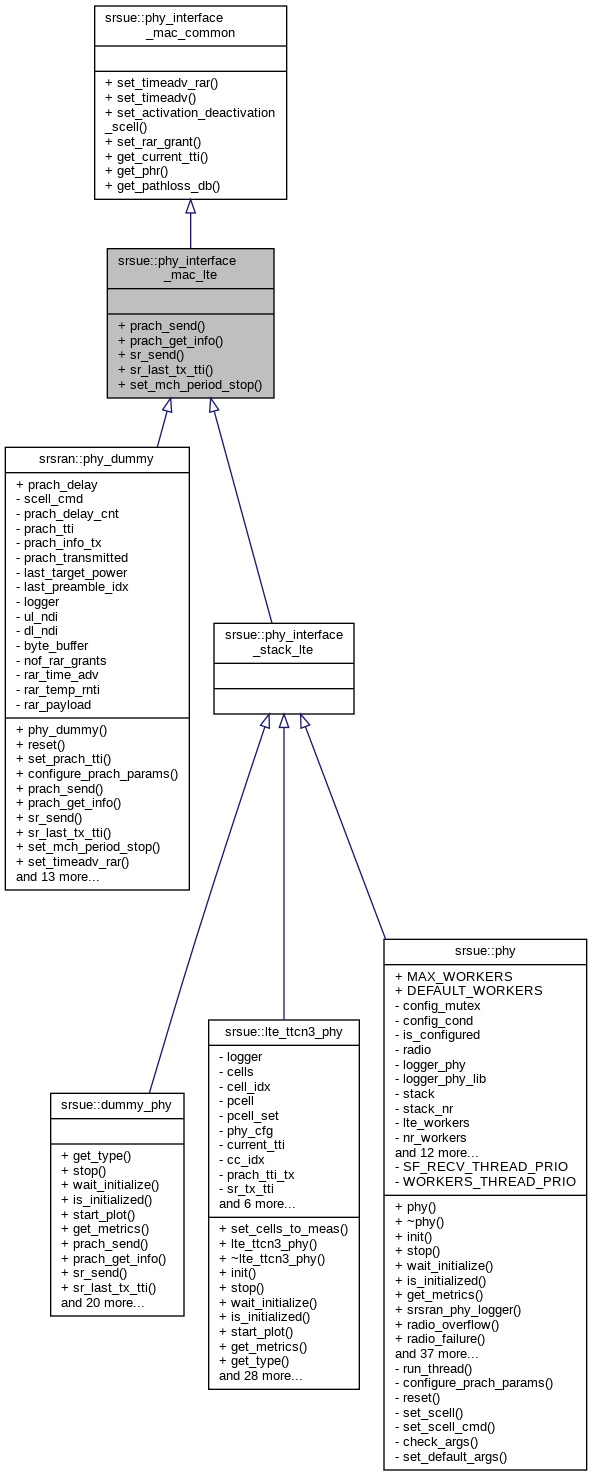 srsue::phy_interface
_mac_common
+ set_timeadv_rar()
+ set_timeadv()
+ set_activation_deactivation
_scell()
+ set_rar_grant()
+ get_current_tti()
+ get_phr()
+ get_pathloss_db()
srsue::phy_interface
_mac_lte
+ prach_send()
+ prach_get_info()
+ sr_send()
+ sr_last_tx_tti()
+ set_mch_period_stop()
srsran::phy_dummy
+ prach_delay
- scell_cmd
- prach_delay_cnt
- prach_tti
- prach_info_tx
- prach_transmitted
- last_target_power
- last_preamble_idx
- logger
- ul_ndi
- dl_ndi
- byte_buffer
- nof_rar_grants
- rar_time_adv
- rar_temp_rnti
- rar_payload
+ phy_dummy()
+ reset()
+ set_prach_tti()
+ configure_prach_params()
+ prach_send()
+ prach_get_info()
+ sr_send()
+ sr_last_tx_tti()
+ set_mch_period_stop()
+ set_timeadv_rar()
and 13 more...
srsue::phy_interface
_stack_lte
srsue::dummy_phy
+ get_type()
+ stop()
+ wait_initialize()
+ is_initialized()
+ start_plot()
+ get_metrics()
+ prach_send()
+ prach_get_info()
+ sr_send()
+ sr_last_tx_tti()
and 20 more...
srsue::lte_ttcn3_phy
- logger
- cells
- cell_idx
- pcell
- pcell_set
- phy_cfg
- current_tti
- cc_idx
- prach_tti_tx
- sr_tx_tti
and 6 more...
+ set_cells_to_meas()
+ lte_ttcn3_phy()
+ ~lte_ttcn3_phy()
+ init()
+ stop()
+ wait_initialize()
+ is_initialized()
+ start_plot()
+ get_metrics()
+ get_type()
and 28 more...
srsue::phy
+ MAX_WORKERS
+ DEFAULT_WORKERS
- config_mutex
- config_cond
- is_configured
- radio
- logger_phy
- logger_phy_lib
- stack
- stack_nr
- lte_workers
- nr_workers
and 12 more...
- SF_RECV_THREAD_PRIO
- WORKERS_THREAD_PRIO
+ phy()
+ ~phy()
+ init()
+ stop()
+ wait_initialize()
+ is_initialized()
+ get_metrics()
+ srsran_phy_logger()
+ radio_overflow()
+ radio_failure()
and 37 more...
- run_thread()
- configure_prach_params()
- reset()
- set_scell()
- set_scell_cmd()
- check_args()
- set_default_args()